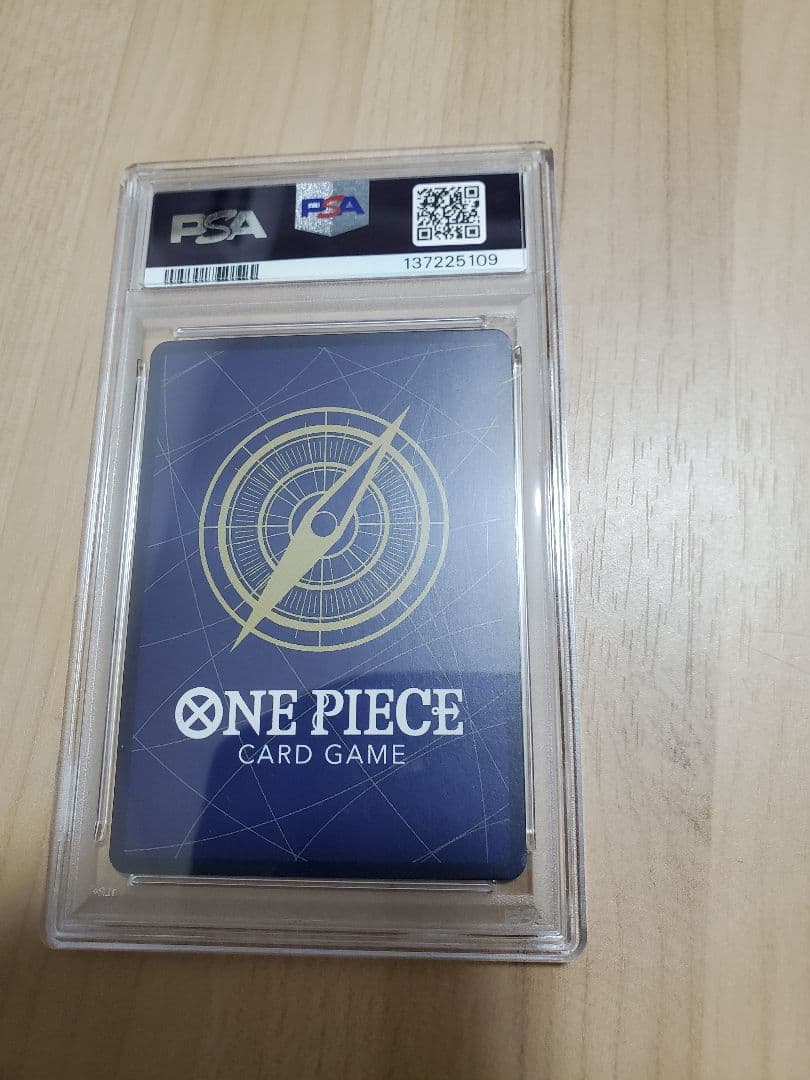 PSA
PSA
137225109
ONE PIECE
CARD GAME